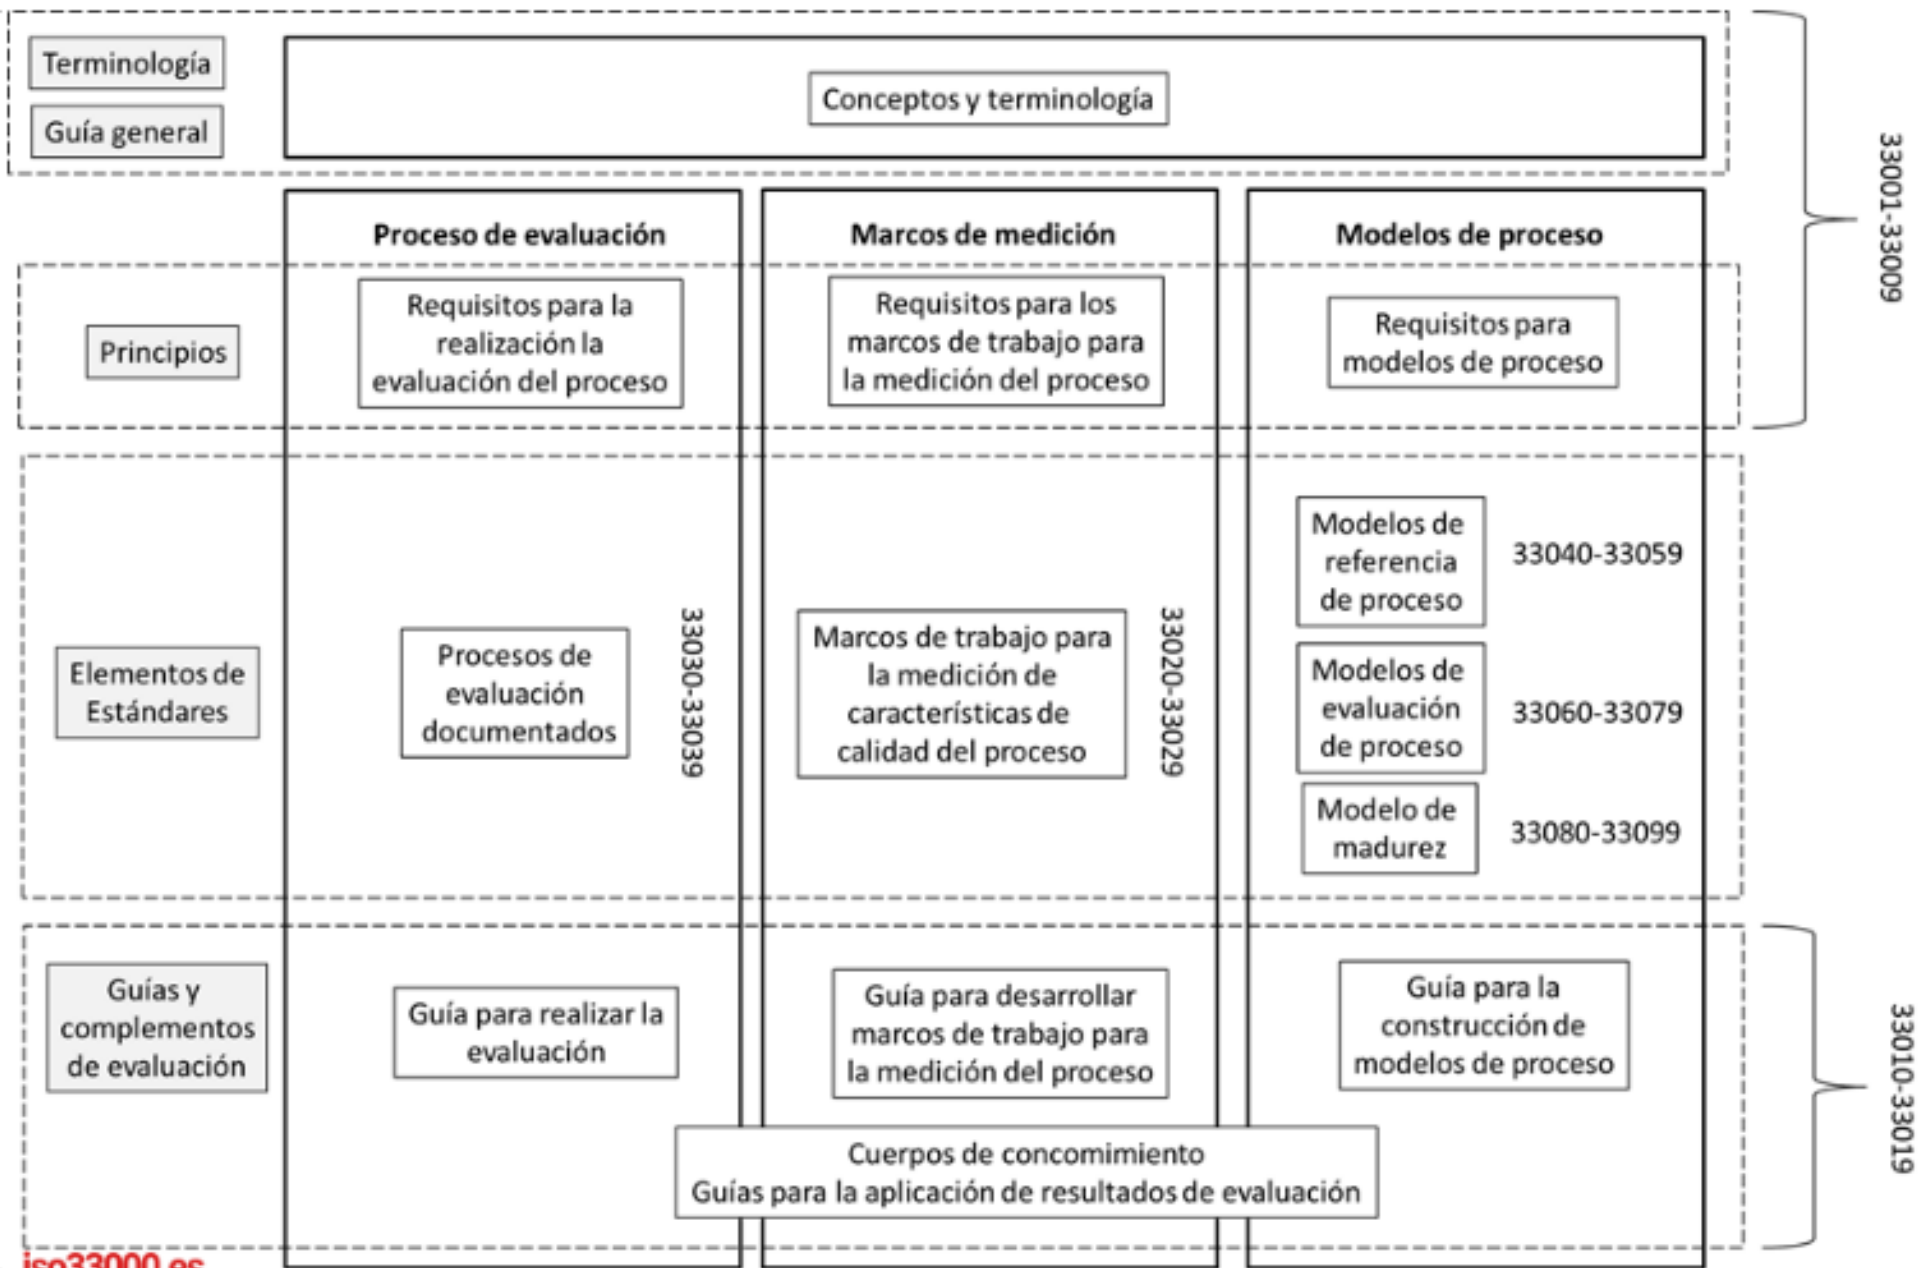 Terminología
Guía general
Conceptos y terminología
33001-33009
Proceso de evaluación
Marcos de medición
Modelos de proceso
Principios
Requisitos para la
realización la
evaluación del proceso
Requisitos para los
marcos de trabajo para
la medición del proceso
Requisitos para
modelos de proceso
Elementos de
Estándares
Procesos de
evaluación
documentados
33030-33039
Marcos de trabajo para
la medición de
características de
calidad del proceso
33020-33029
Modelos de
referencia
de proceso
33040-33059
Modelos de
evaluación
de proceso
33060-33079
Modelo de
madurez
33080-33099
Guías y
complementos
de evaluación
Guía para realizar la
evaluación
Guía para desarrollar
marcos de trabajo para
la medición del proceso
Guía para la
construcción de
modelos de proceso
33010-33019
Cuerpos de concomimiento
Guías para la aplicación de resultados de evaluación
iso33000.es